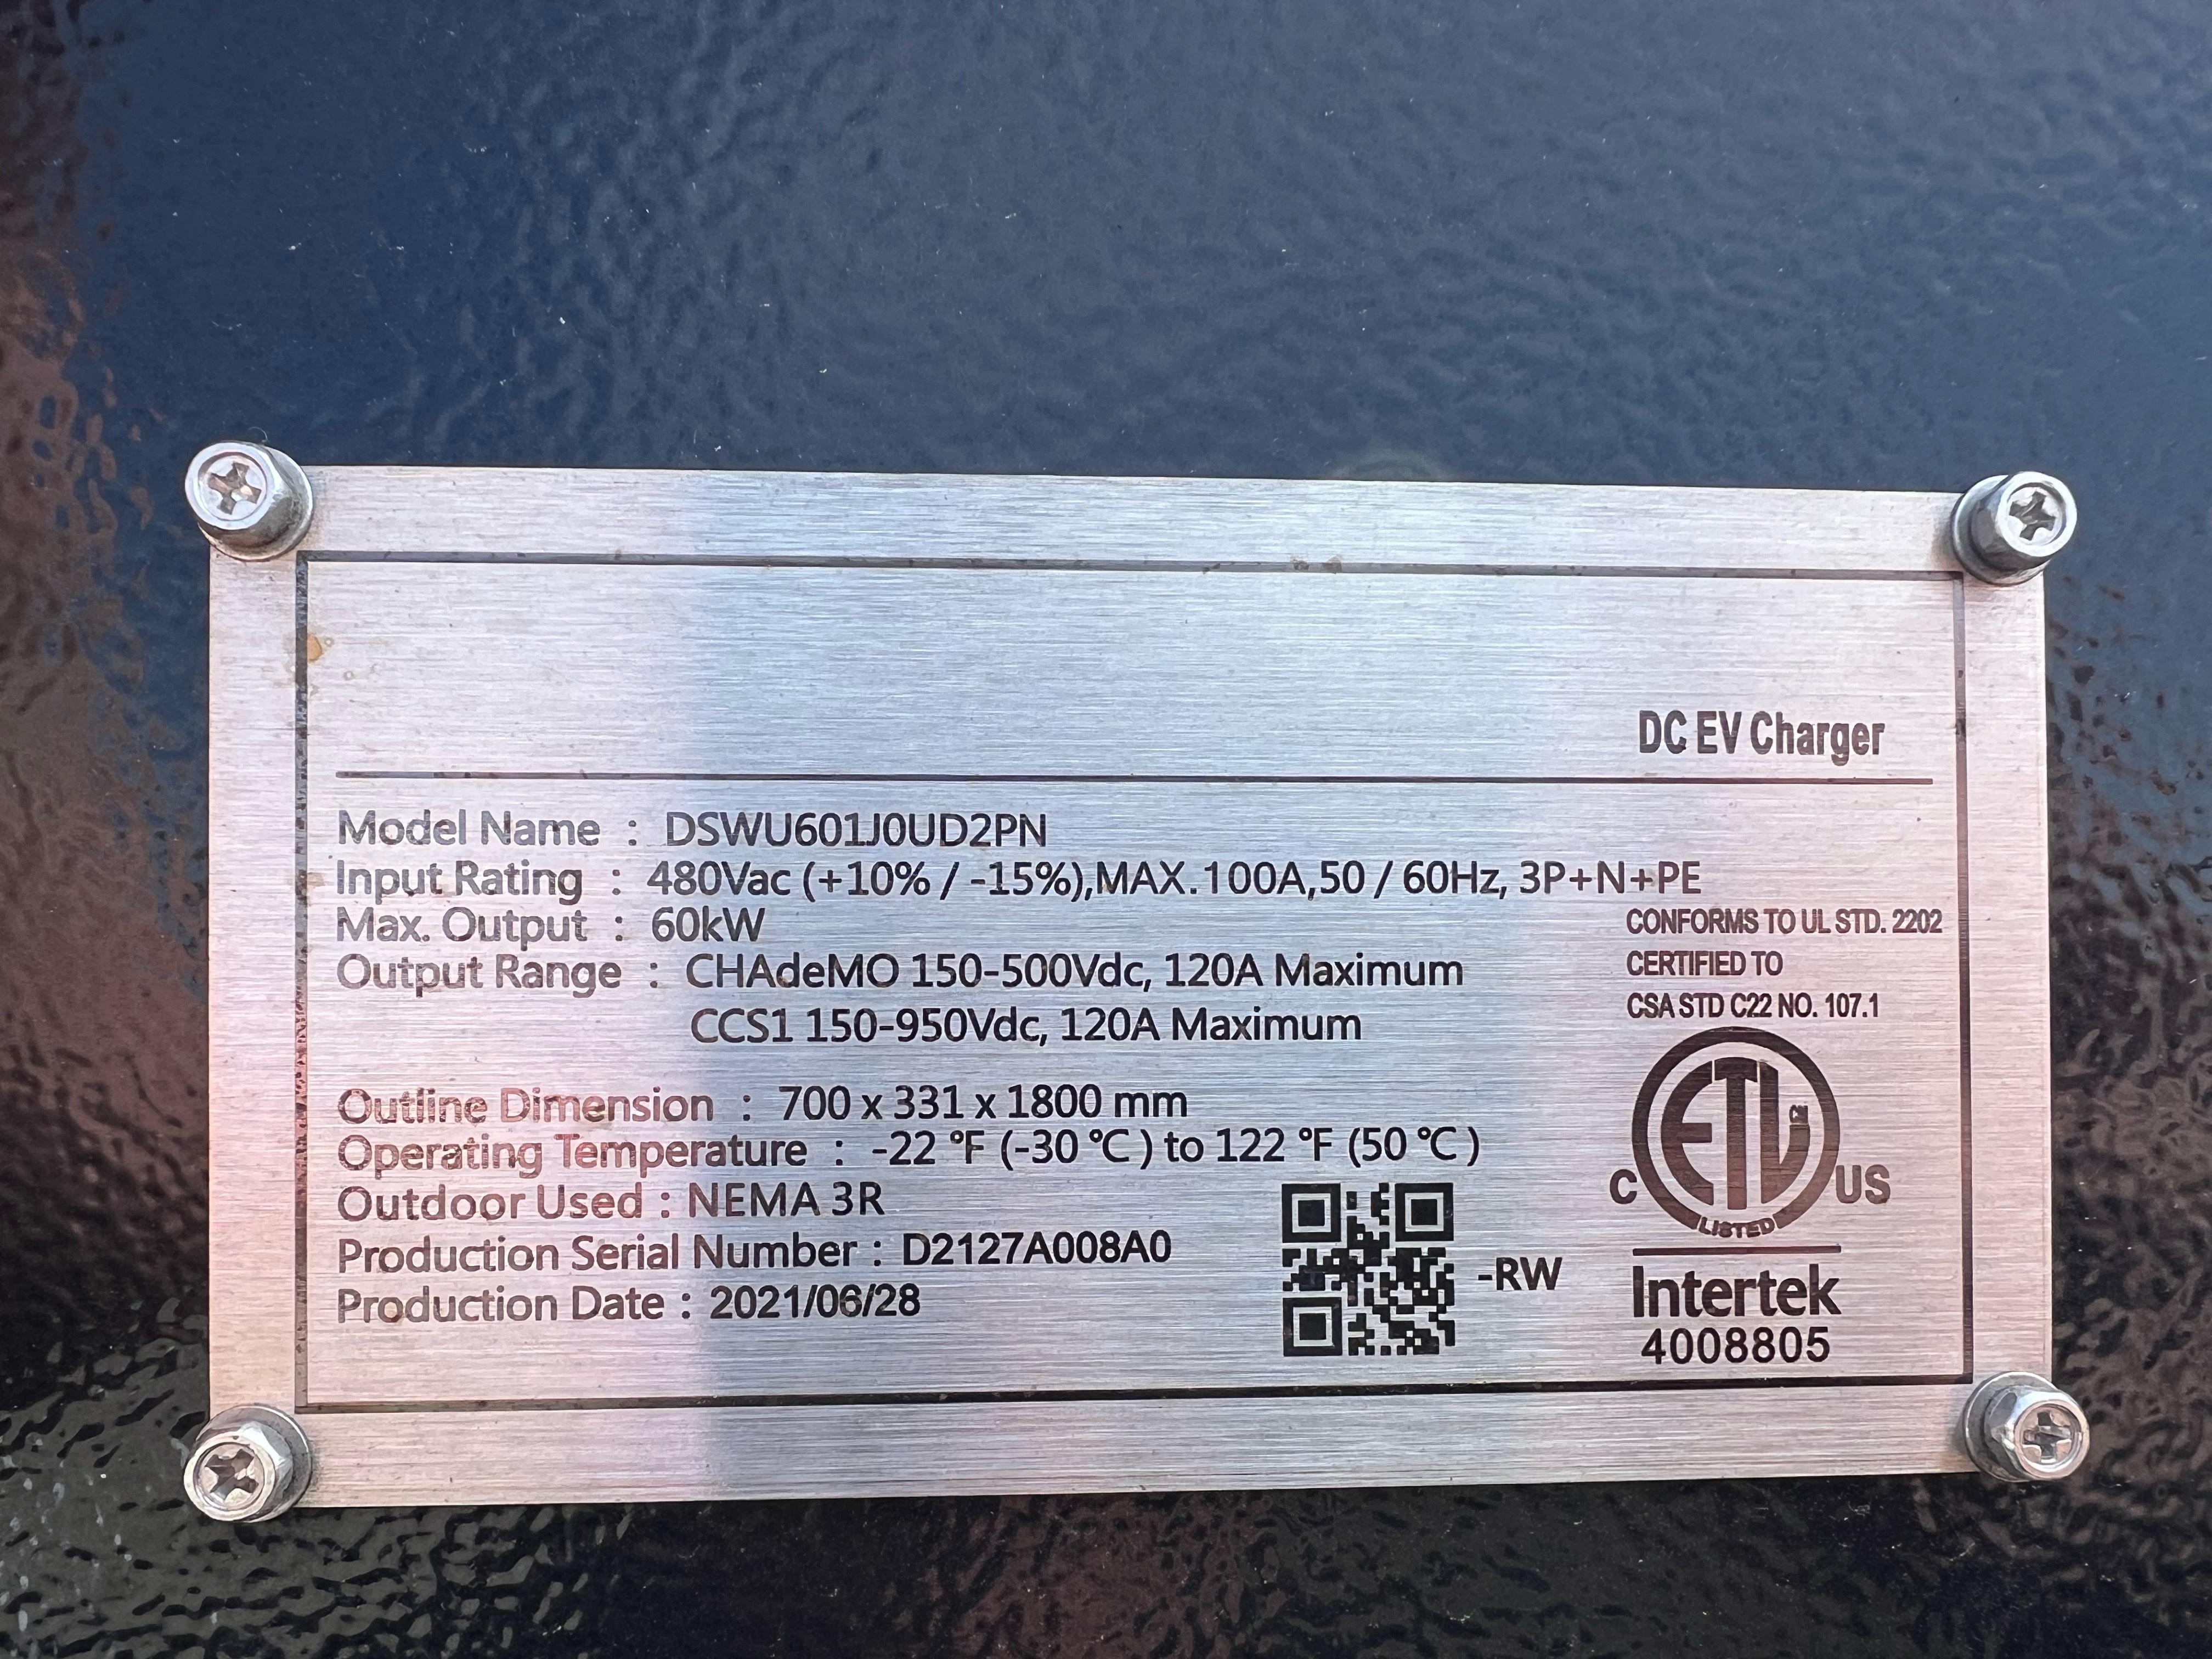 DC EV Charger
Model Name : DSWU601J0UD2PN
Input Rating : 480Vac (+10% / -15%),MAX.100A,50 / 60Hz, 3P+N+PE
Max. Output : 60kW
Output Range : CHAdeMO 150-500Vdc, 120A Maximum
CCS1 150-950Vdc, 120A Maximum
Outline Dimension : 700 x 331 x 1800 mm
Operating Temperature : -22 °F (-30 °C ) to 122 °F (50 °C )
Outdoor Used : NEMA 3R
Production Serial Number : D2127A008A0
Production Date : 2021/06/28
-RW
CONFORMS TO UL STD. 2202
CERTIFIED TO
CSA STD C22 NO. 107.1
C ETL US
LISTED
Intertek
4008805